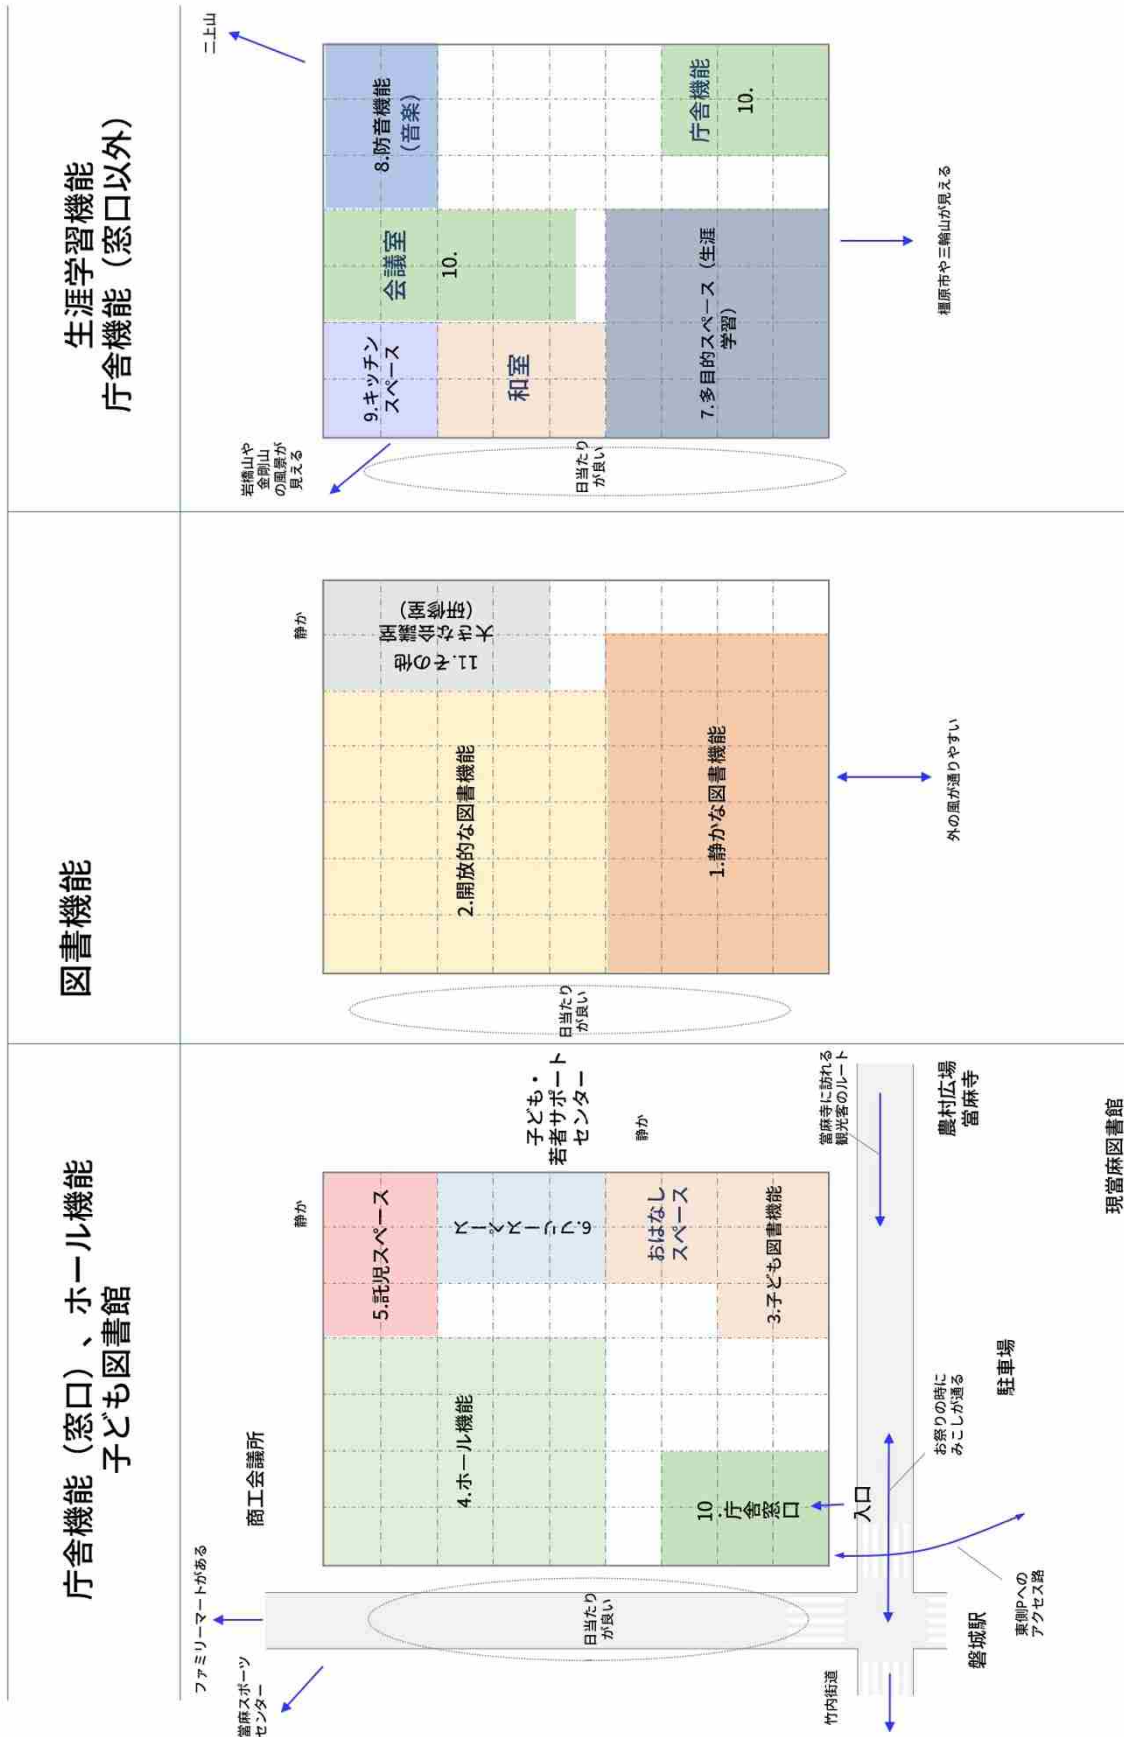 庁舎機能（窓口）、ホール機能
子ども図書館
ファミリーマートがある
當麻スポーツ
センター
商工会議所
静か
5.託児スペース
4.ホール機能
6.フリースペース
子ども・
若者サポート
センター
静か
おはなし
スペース
3.子ども図書館機能
10
.庁
舎
窓
口
入口
日当たり
が良い
竹内街道
磐城駅
東側Pへの
アクセス路
お祭りの時に
みこしが通る
駐車場
當麻寺に訪れる
観光客のルート
農村広場
當麻寺
現當麻図書館
図書機能
静か
2.開放的な図書機能
11.その他
大きな会議室
（研修室）
1.静かな図書機能
日当たり
が良い
外の風が通りやすい
生涯学習機能
庁舎機能（窓口以外）
二上山
岩橋山や
金剛山
の風景が
見える
9.キッチン
スペース
会議室
10.
8.防音機能
（音楽）
和室
日当たり
が良い
7.多目的スペース（生涯
学習）
庁舎機能
10.
橿原市や三輪山が見える